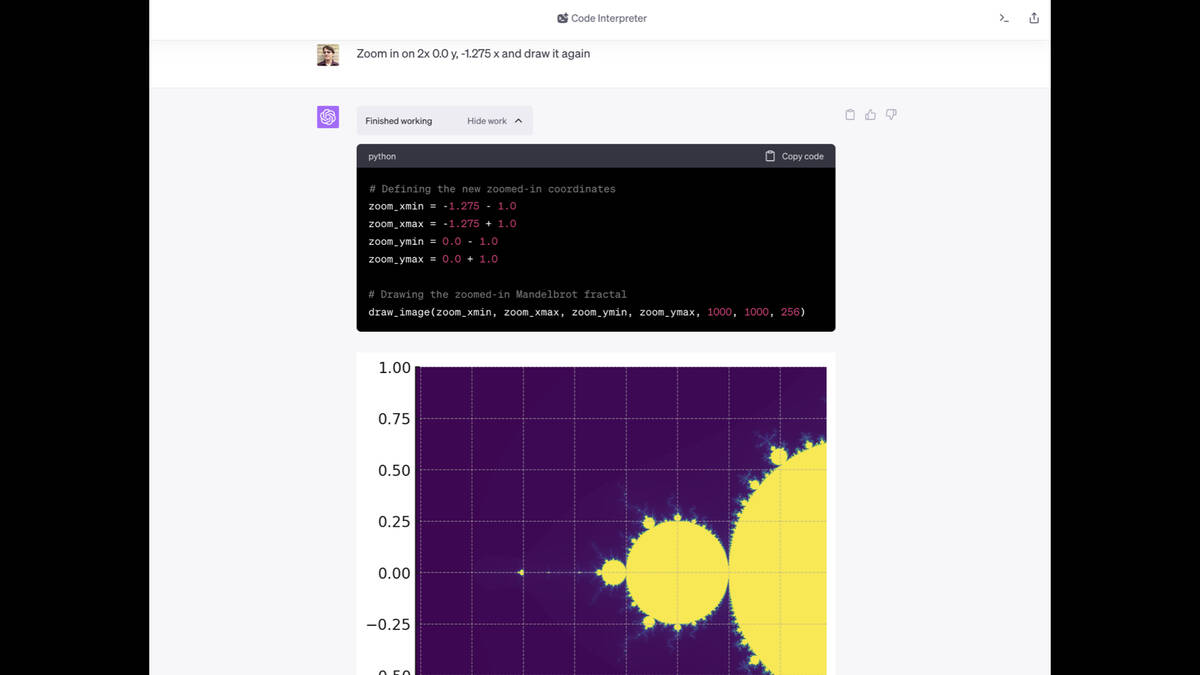 Code Interpreter
Zoom in on 2x 0.0 y, -1.275 x and draw it again
Finished working Hide work
python Copy code
# Defining the new zoomed-in coordinates
zoom_xmin = -1.275 - 1.0
zoom_xmax = -1.275 + 1.0
zoom_ymin = 0.0 - 1.0
zoom_ymax = 0.0 + 1.0
# Drawing the zoomed-in Mandelbrot fractal
draw_image(zoom_xmin, zoom_xmax, zoom_ymin, zoom_ymax, 1000, 1000, 256)
1.00
0.75
0.50
0.25
0.00
−0.25